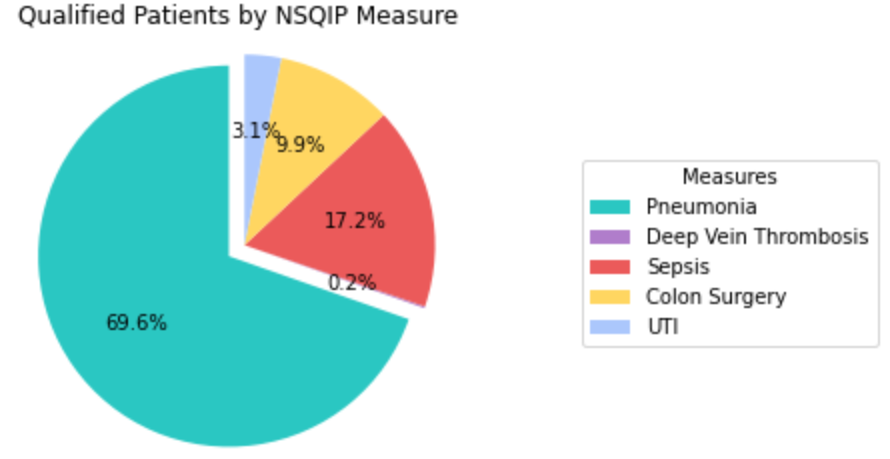 Qualified Patients by NSQIP Measure
3.1%
9.9%
17.2%
0.2%
69.6%
Measures
Pneumonia
Deep Vein Thrombosis
Sepsis
Colon Surgery
UTI